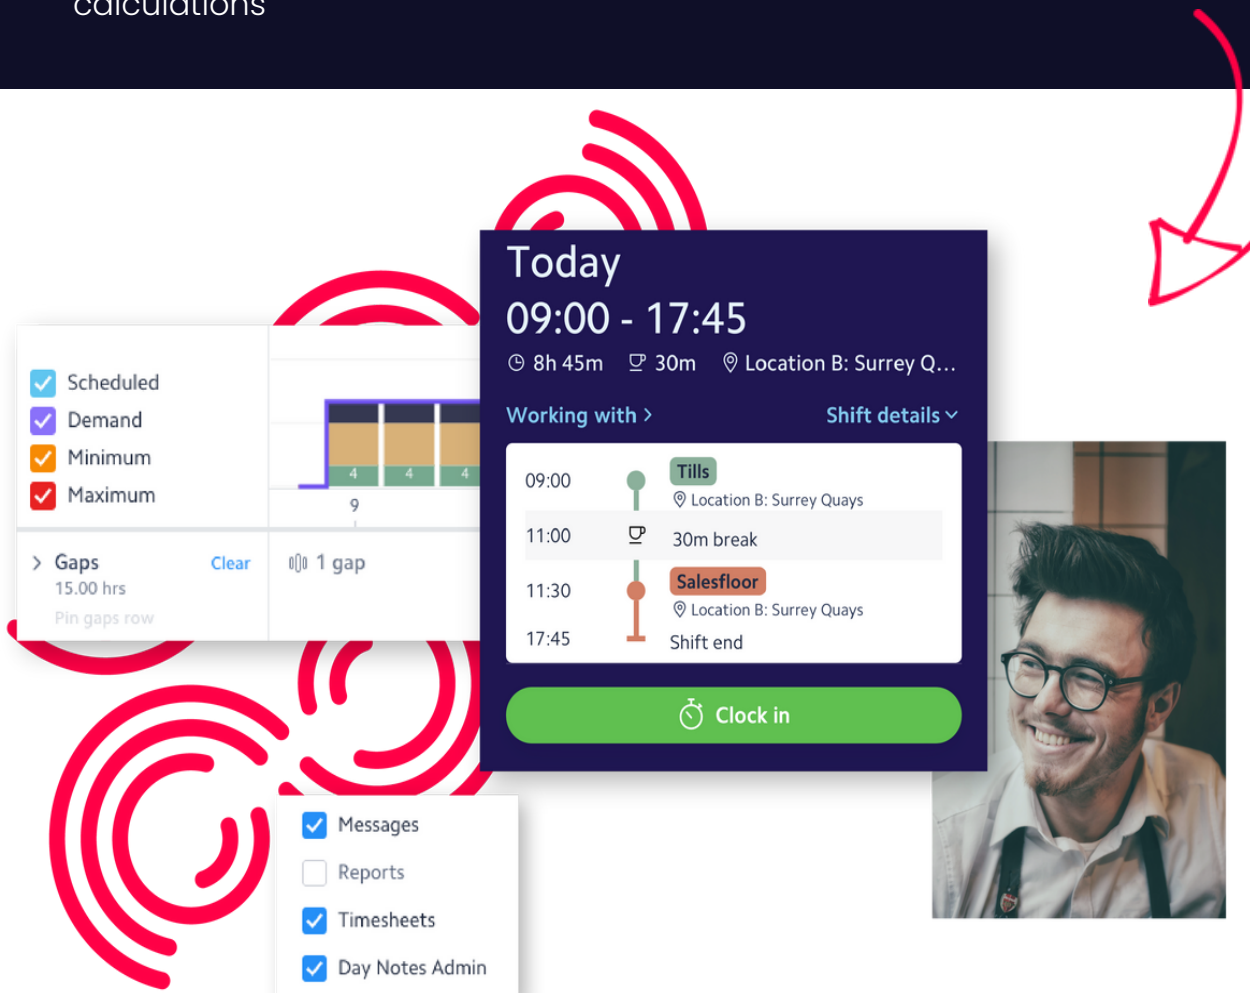 calculations
Today
09:00 - 17:45
8h 45m 30m Location B: Surrey Q...
Working with > Shift details
09:00 Tills
Location B: Surrey Quays
11:00 30m break
11:30 Salesfloor
Location B: Surrey Quays
17:45 Shift end
Clock in
Scheduled
Demand
Minimum
Maximum
4 4 4
9
Gaps Clear 1 gap
15.00 hrs
Pin gaps row
Messages
Reports
Timesheets
Day Notes Admin